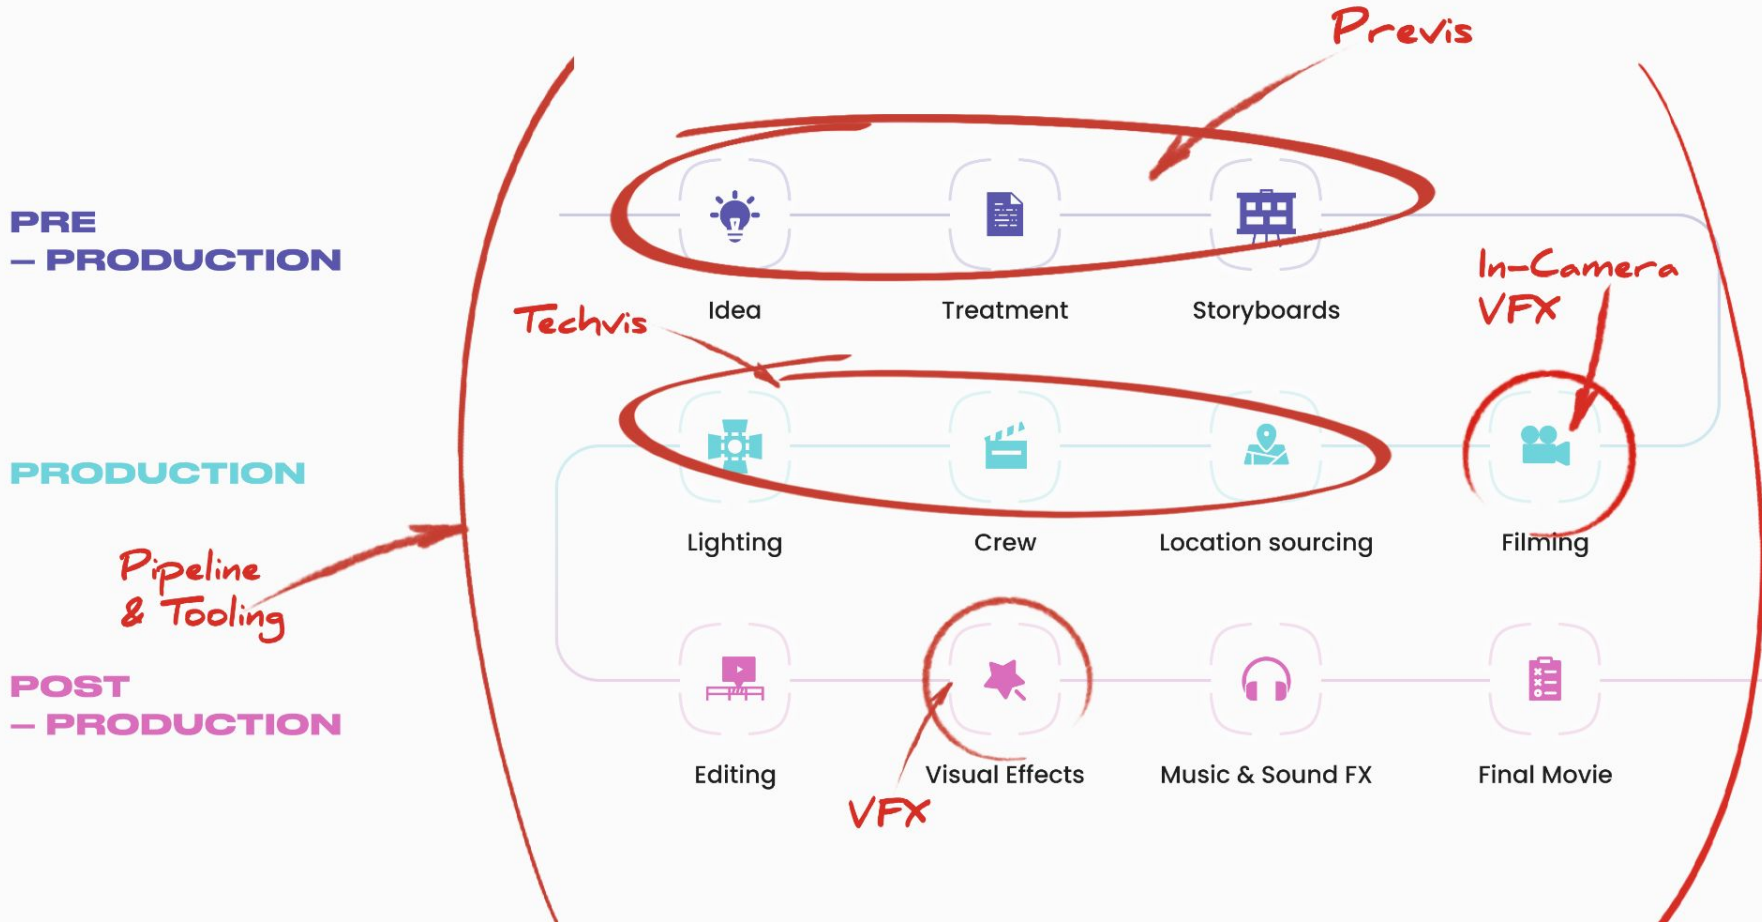 Previs
PRE
– PRODUCTION
In-Camera
VFX
Idea
Treatment
Storyboards
Techvis
PRODUCTION
Lighting
Crew
Location sourcing
Filming
Pipeline
& Tooling
POST
– PRODUCTION
Editing
Visual Effects
Music & Sound FX
Final Movie
VFX